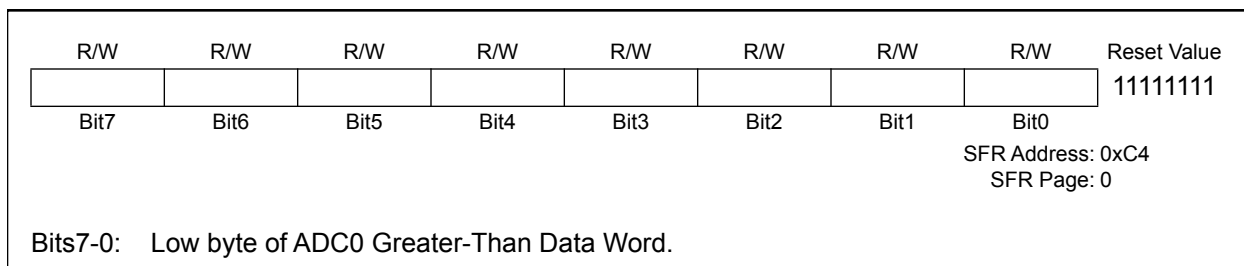 R/W R/W R/W R/W R/W R/W R/W R/W Reset Value
11111111
Bit7 Bit6 Bit5 Bit4 Bit3 Bit2 Bit1 Bit0
SFR Address: 0xC4
SFR Page: 0
Bits7-0: Low byte of ADC0 Greater-Than Data Word.